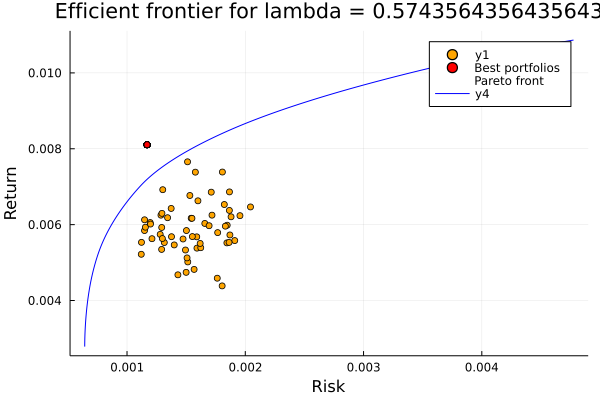 Efficient frontier for lambda = 0.5743564356435643
y1
Best portfolios
Pareto front
y4
0.010
0.008
0.006
0.004
Return
0.001
0.002
0.003
0.004
Risk